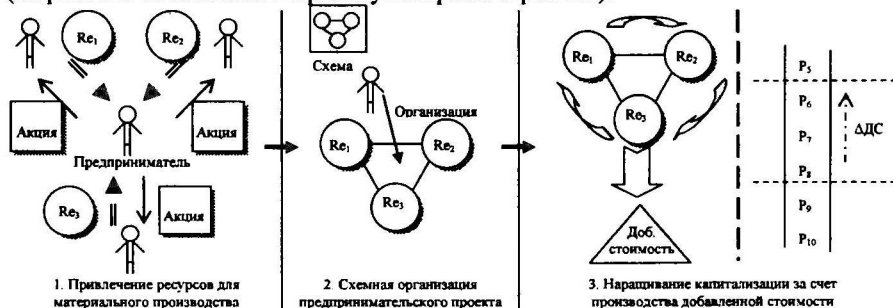 Re₁
Re₂
Акция
Акция
Предприниматель
Re₃
Акция
1. Привлечение ресурсов для
материального производства
Схема
Организация
Re₁
Re₂
Re₃
2. Схемная организация
предпринимательского проекта
Re₁
Re₂
Re₃
Доб.
стоимость
P₅
P₆
P₇
P₈
P₉
P₁₀
ΔДС
3. Наращивание капитализации за счет
производства добавленной стоимости